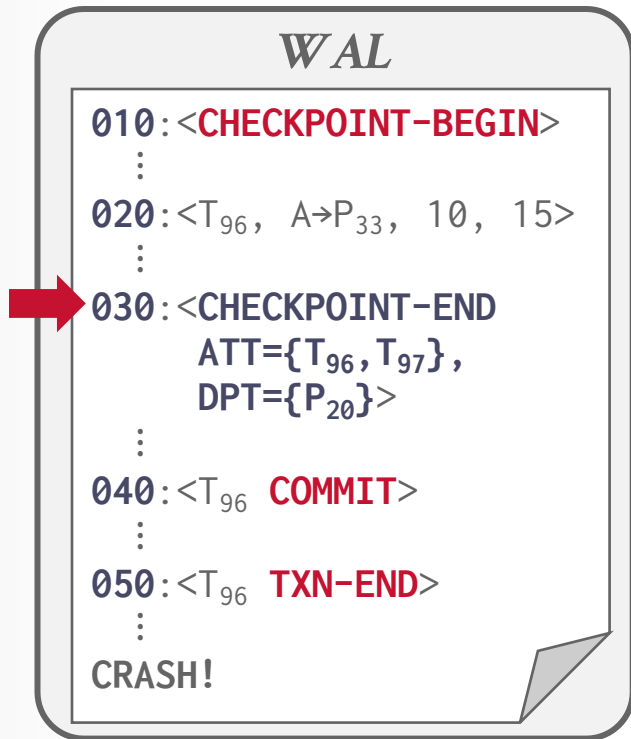 WAL
010:<CHECKPOINT-BEGIN>
⋮
020:<T₉₆, A→P₃₃, 10, 15>
⋮
030:<CHECKPOINT-END
ATT={T₉₆,T₉₇},
DPT={P₂₀}>
⋮
040:<T₉₆ COMMIT>
⋮
050:<T₉₆ TXN-END>
⋮
CRASH!